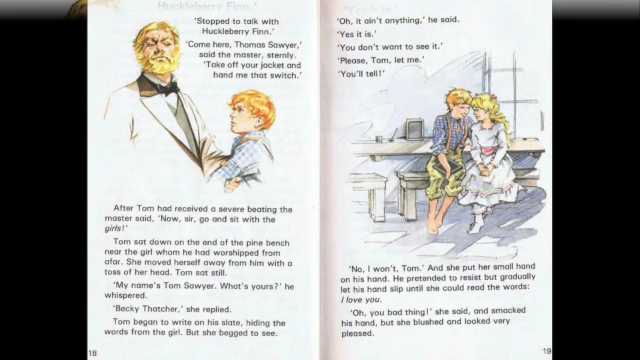 Huckleberry Finn.'
'Stopped to talk with
Huckleberry Finn.'
'Come here, Thomas Sawyer,'
said the master, sternly.
'Take off your jacket and
hand me that switch.'
After Tom had received a severe beating the
master said, 'Now, sir, go and sit with the
girls!'
Tom sat down on the end of the pine bench
near the girl whom he had worshipped from
afar. She moved herself away from him with a
toss of her head. Tom sat still.
'My name's Tom Sawyer. What's yours?' he
whispered.
'Becky Thatcher,' she replied.
Tom began to write on his slate, hiding the
words from the girl. But she begged to see.
18
'Yes it is.'
'Oh, it ain't anything,' he said.
'Yes it is.'
'You don't want to see it.'
'Please, Tom, let me.'
'You'll tell!'
'No, I won't, Tom.' And she put her small hand
on his hand. He pretended to resist but gradually
let his hand slip until she could read the words:
I love you.
'Oh, you bad thing!' she said, and smacked
his hand, but she blushed and looked very
pleased.
19